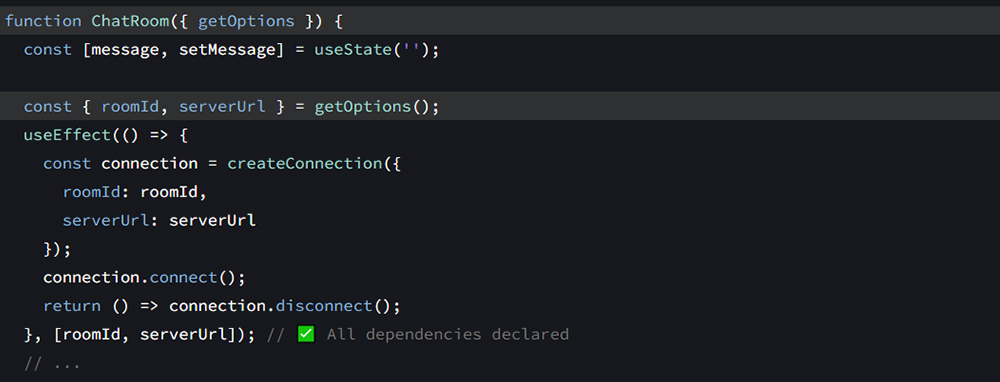 function ChatRoom({ getOptions }) {
  const [message, setMessage] = useState('');

  const { roomId, serverUrl } = getOptions();
  useEffect(() => {
    const connection = createConnection({
      roomId: roomId,
      serverUrl: serverUrl
    });
    connection.connect();
    return () => connection.disconnect();
  }, [roomId, serverUrl]); // ✅ All dependencies declared
  // ...